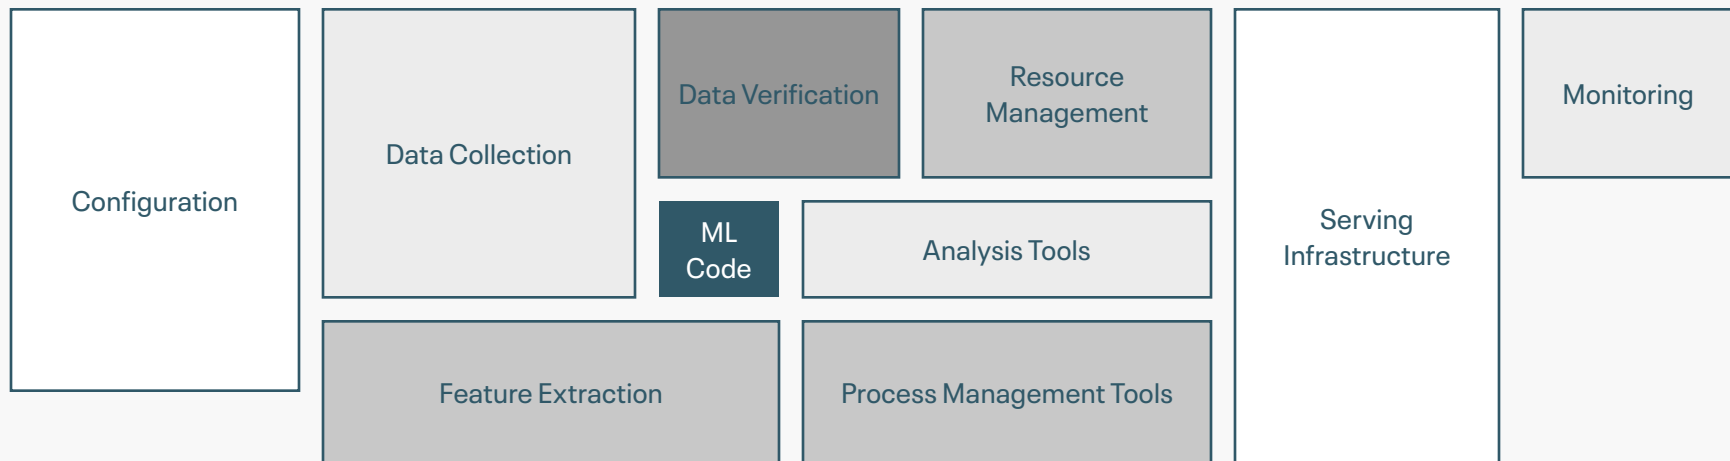 Configuration
Data Collection
Data Verification
Resource
Management
ML
Code
Analysis Tools
Serving
Infrastructure
Monitoring
Feature Extraction
Process Management Tools